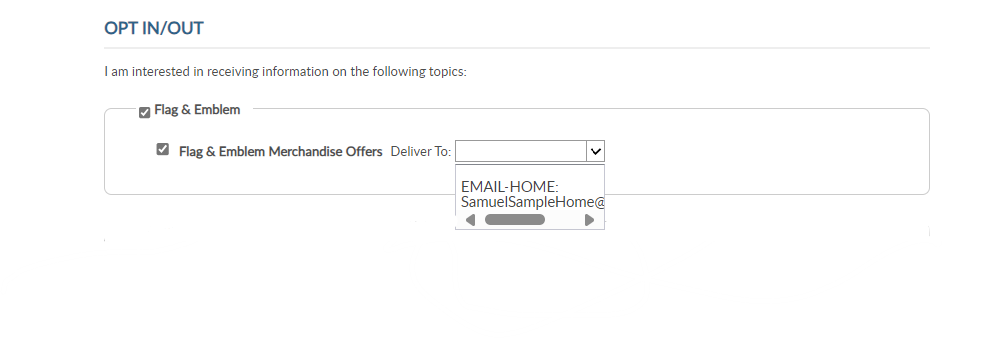 OPT IN/OUT
I am interested in receiving information on the following topics:
Flag & Emblem
Flag & Emblem Merchandise Offers Deliver To:
EMAIL-HOME:
SamuelSampleHome@